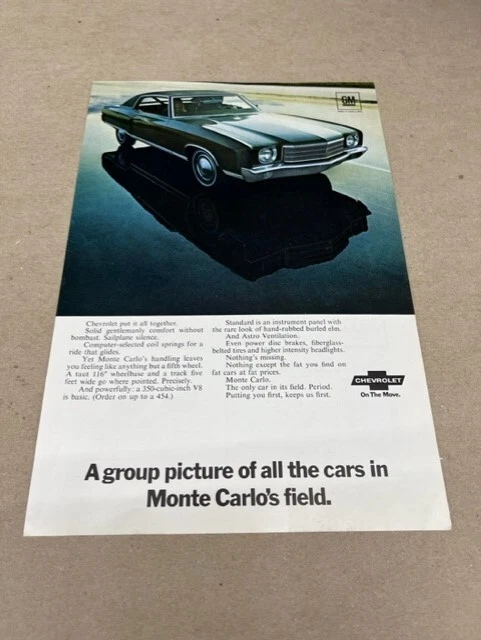 GM
Chevrolet put it all together.
Solid gentlemanly comfort without
bombast. Sailplane silence.
Computer-selected coil springs for a
ride that glides.
Yet Monte Carlo's handling leaves
you feeling like anything but a fifth wheel.
A taut 116" wheelbase and a track five
feet wide go where pointed. Precisely.
And powerfully: a 350-cubic-inch V8
is basic. (Order on up to a 454.)
Standard is an instrument panel with
the rare look of hand-rubbed burled elm.
And Astro Ventilation.
Even power disc brakes, fiberglass-
belted tires and higher intensity headlights.
Nothing's missing.
Nothing except the fat you find on
fat cars at fat prices.
Monte Carlo.
The only car in its field. Period.
Putting you first, keeps us first.
CHEVROLET
On The Move.
A group picture of all the cars in
Monte Carlo's field.